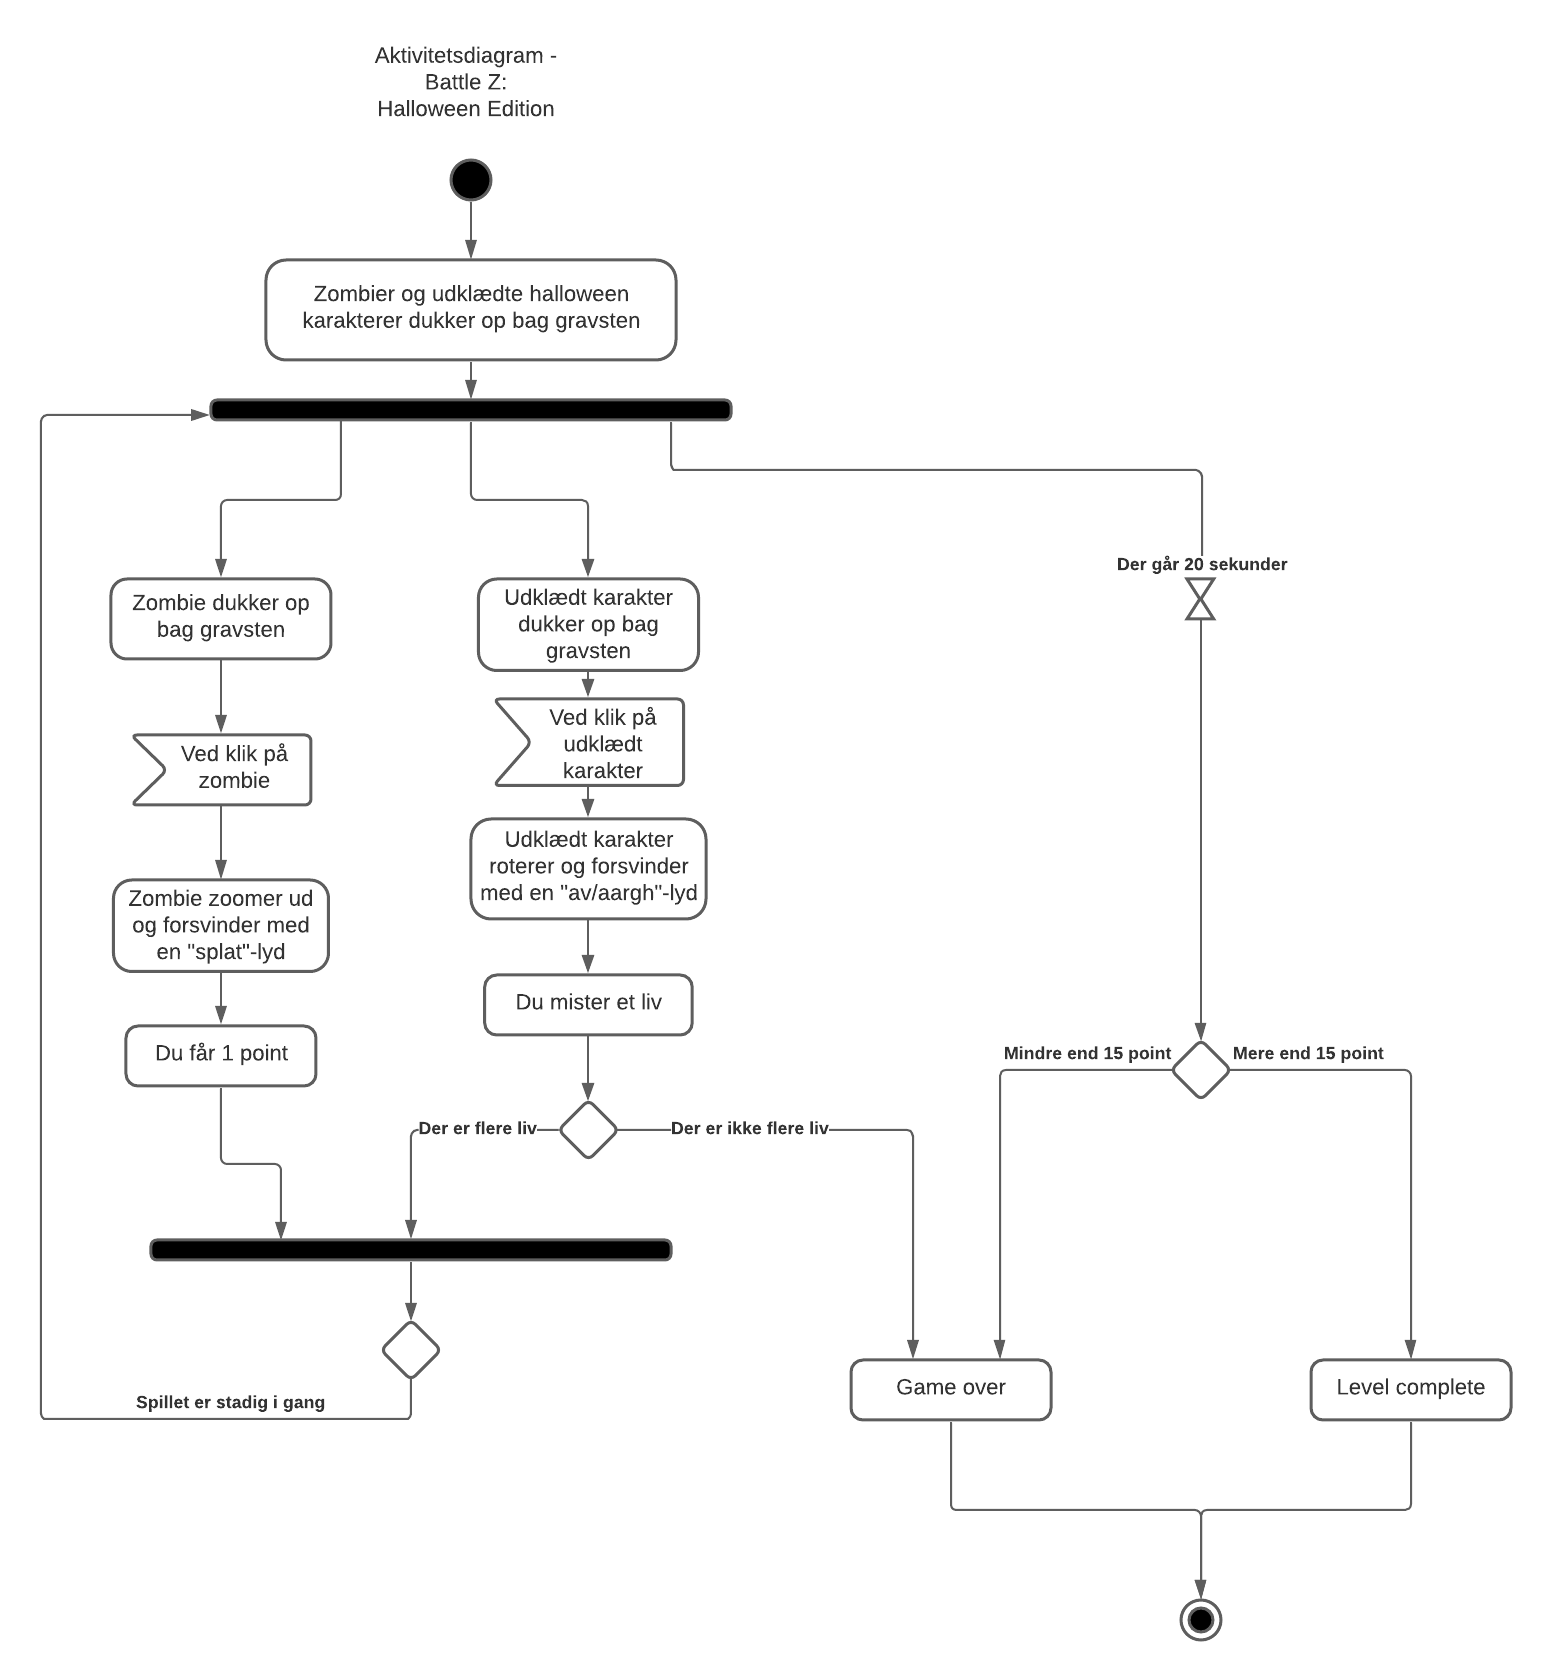 Aktivitetsdiagram -
Battle Z:
Halloween Edition
Zombier og udklædte halloween
karakterer dukker op bag gravsten
Der går 20 sekunder
Zombie dukker op
bag gravsten
Udklædt karakter
dukker op bag
gravsten
Ved klik på
zombie
Ved klik på
udklædt
karakter
Zombie zoomer ud
og forsvinder med
en "splat"-lyd
Udklædt karakter
roterer og forsvinder
med en "av/aargh"-lyd
Du får 1 point
Du mister et liv
Mindre end 15 point
Mere end 15 point
Der er flere liv
Der er ikke flere liv
Spillet er stadig i gang
Game over
Level complete